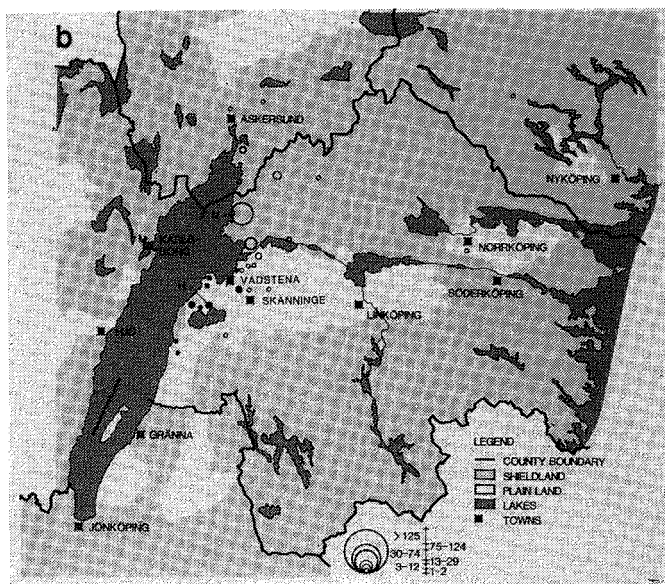 b
ASKERSUND
NYKÖPING
NORRKÖPING
VADSTENA
SÖDERKÖPING
SKÄNNINGE
LINKÖPING
GRÄNNA
LEGEND
COUNTY BOUNDARY
SHIELDLAND
PLAIN LAND
LAKES
TOWNS
JÖNKÖPING
>125
75–124
30–74
13–29
3–12
1–2